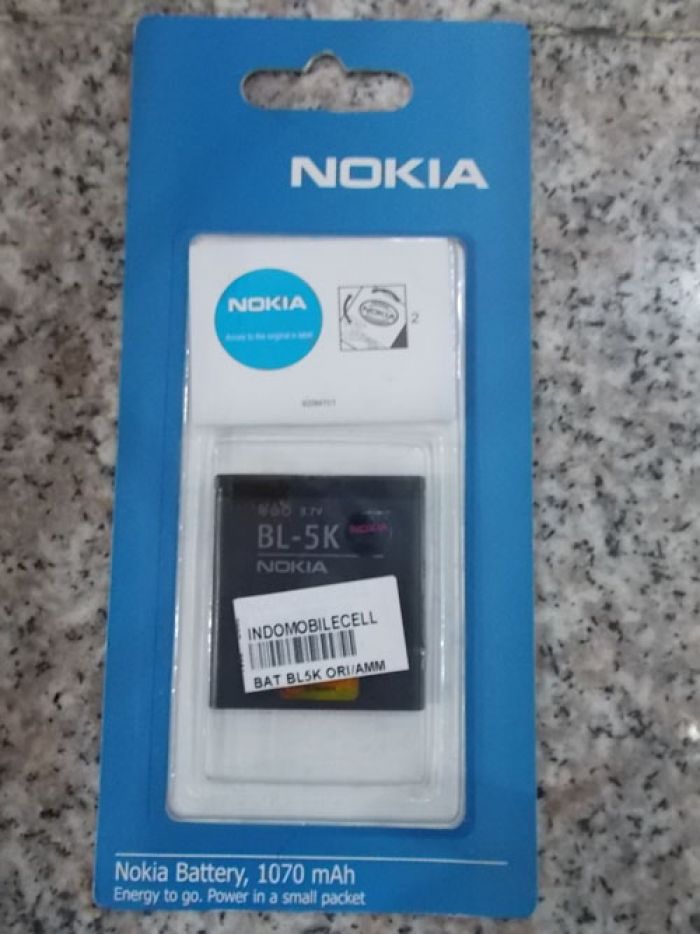 NOKIA
NOKIA
NOKIA
2
3.7V
BL-5K
NOKIA
NOKIA
INDOMOBILECELL
BAT BL5K ORI/AMM
Nokia Battery, 1070 mAh
Energy to go. Power in a small packet